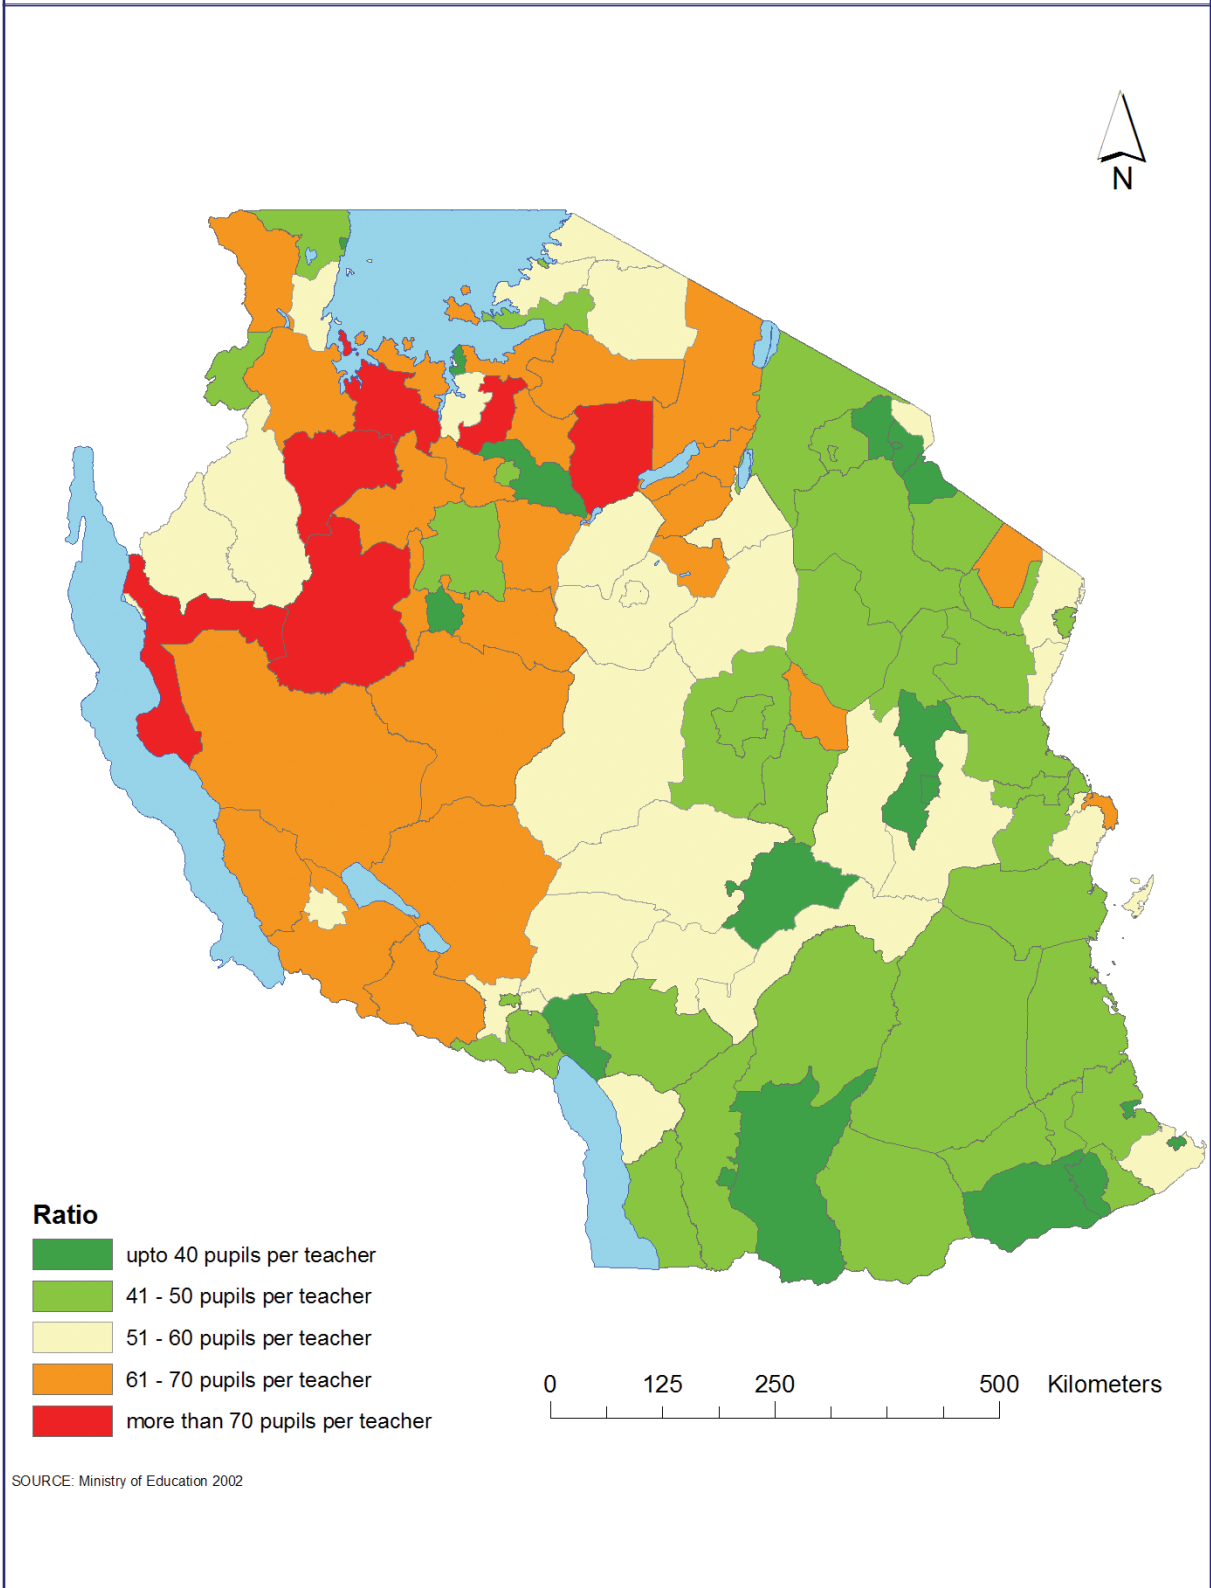 N
Ratio
upto 40 pupils per teacher
41 - 50 pupils per teacher
51 - 60 pupils per teacher
61 - 70 pupils per teacher
more than 70 pupils per teacher
0 125 250 500 Kilometers
SOURCE: Ministry of Education 2002